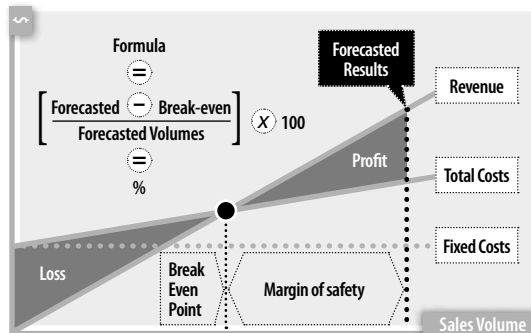 $
Formula
=
[Forecasted − Break-even] × 100
Forecasted Volumes
=
%
Forecasted
Results
Revenue
Profit
Total Costs
Fixed Costs
Loss
Break
Even
Point
Margin of safety
Sales Volume